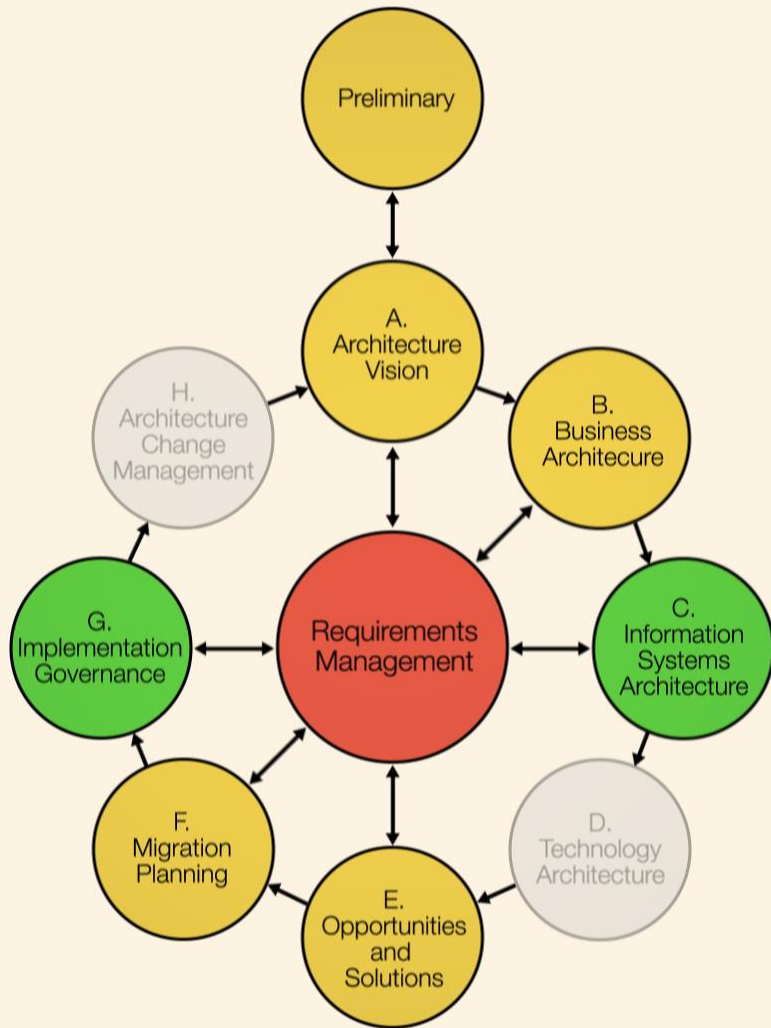 Preliminary
A.
Architecture
Vision
B.
Business
Architecure
C.
Information
Systems
Architecture
D.
Technology
Architecture
E.
Opportunities
and
Solutions
F.
Migration
Planning
G.
Implementation
Governance
H.
Architecture
Change
Management
Requirements
Management